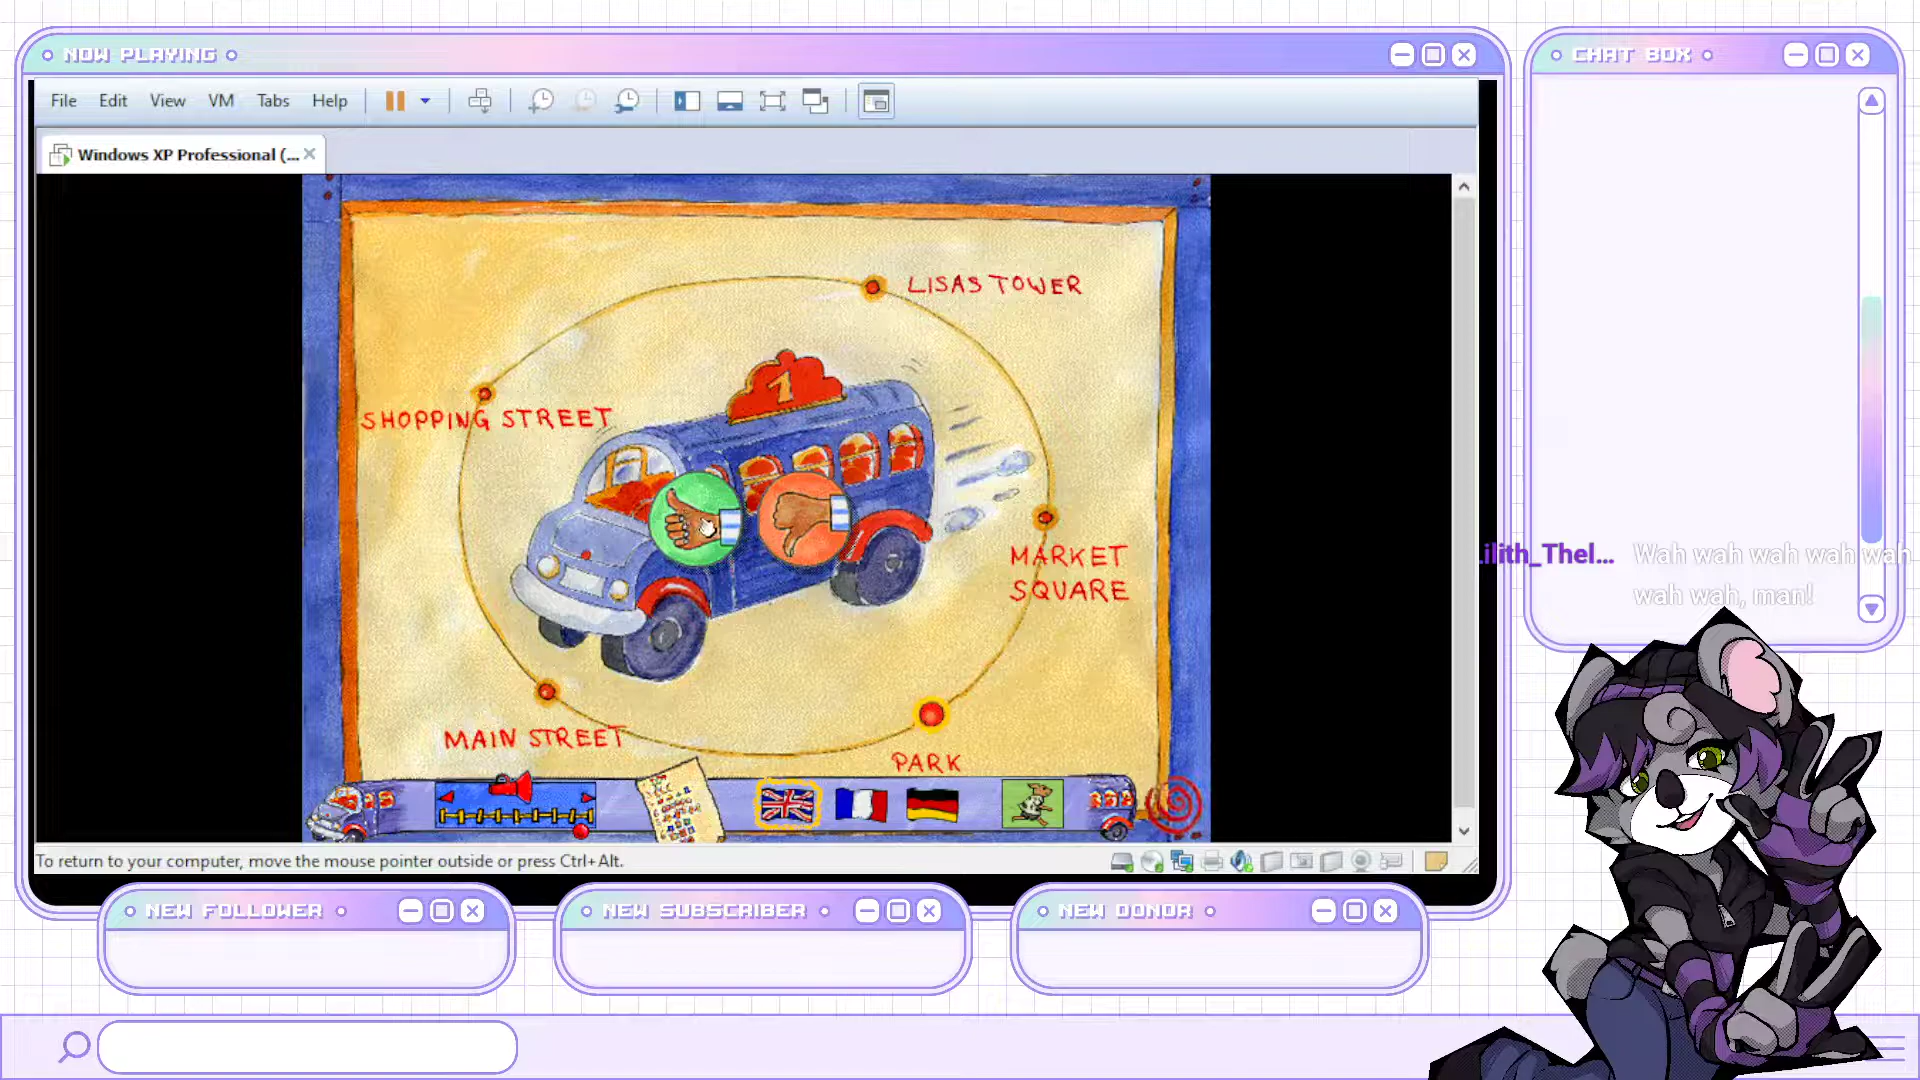 NOW PLAYING
CHAT BOX
File Edit View VM Tabs Help
Windows XP Professional (...
LISAS TOWER
1
SHOPPING STREET
MARKET
SQUARE
MAIN STREET
PARK
ilith_Thel... Wah wah wah wah wah wah
wah wah, man!
To return to your computer, move the mouse pointer outside or press Ctrl+Alt.
NEW FOLLOWER
NEW SUBSCRIBER
NEW DONOR